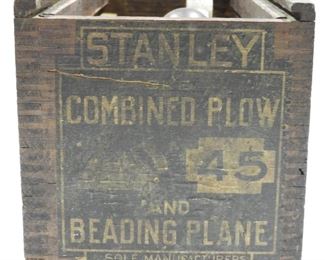 STANLEY
COMBINED PLOW
45
AND
BEADING PLANE
SOLE MANUFACTURERS